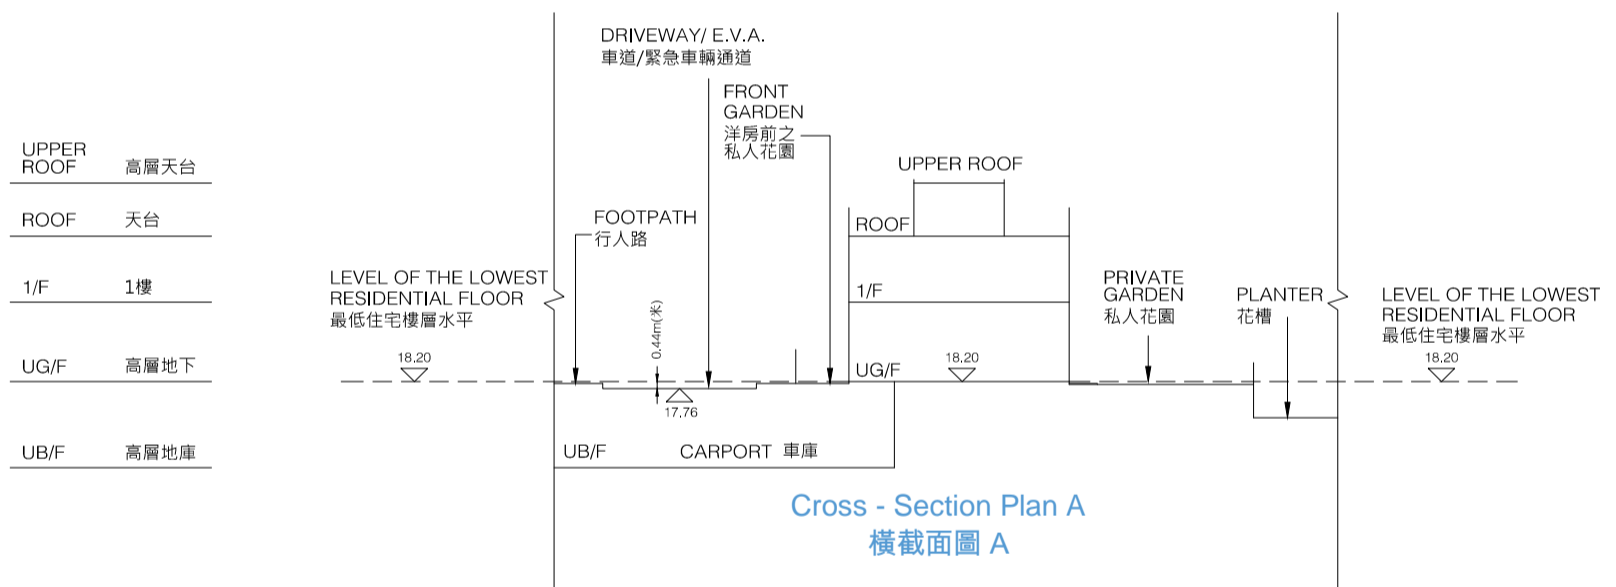 DRIVEWAY/ E.V.A.
車道/緊急車輛通道
FRONT
GARDEN
洋房前之
私人花園
UPPER
ROOF
高層天台
ROOF
天台
1/F
1樓
UG/F
高層地下
UB/F
高層地庫
LEVEL OF THE LOWEST
RESIDENTIAL FLOOR
最低住宅樓層水平
18.20
FOOTPATH
行人路
0.44m(米)
17.76
UPPER ROOF
ROOF
1/F
UG/F
18.20
UB/F
CARPORT 車庫
PRIVATE
GARDEN
私人花園
PLANTER
花槽
LEVEL OF THE LOWEST
RESIDENTIAL FLOOR
最低住宅樓層水平
18.20
Cross - Section Plan A
橫截面圖 A